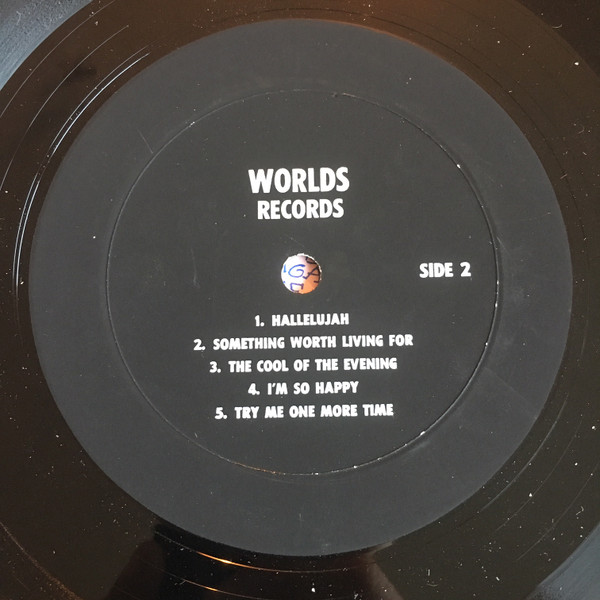 WORLDS
RECORDS
SIDE 2
1. HALLELUJAH
2. SOMETHING WORTH LIVING FOR
3. THE COOL OF THE EVENING
4. I'M SO HAPPY
5. TRY ME ONE MORE TIME